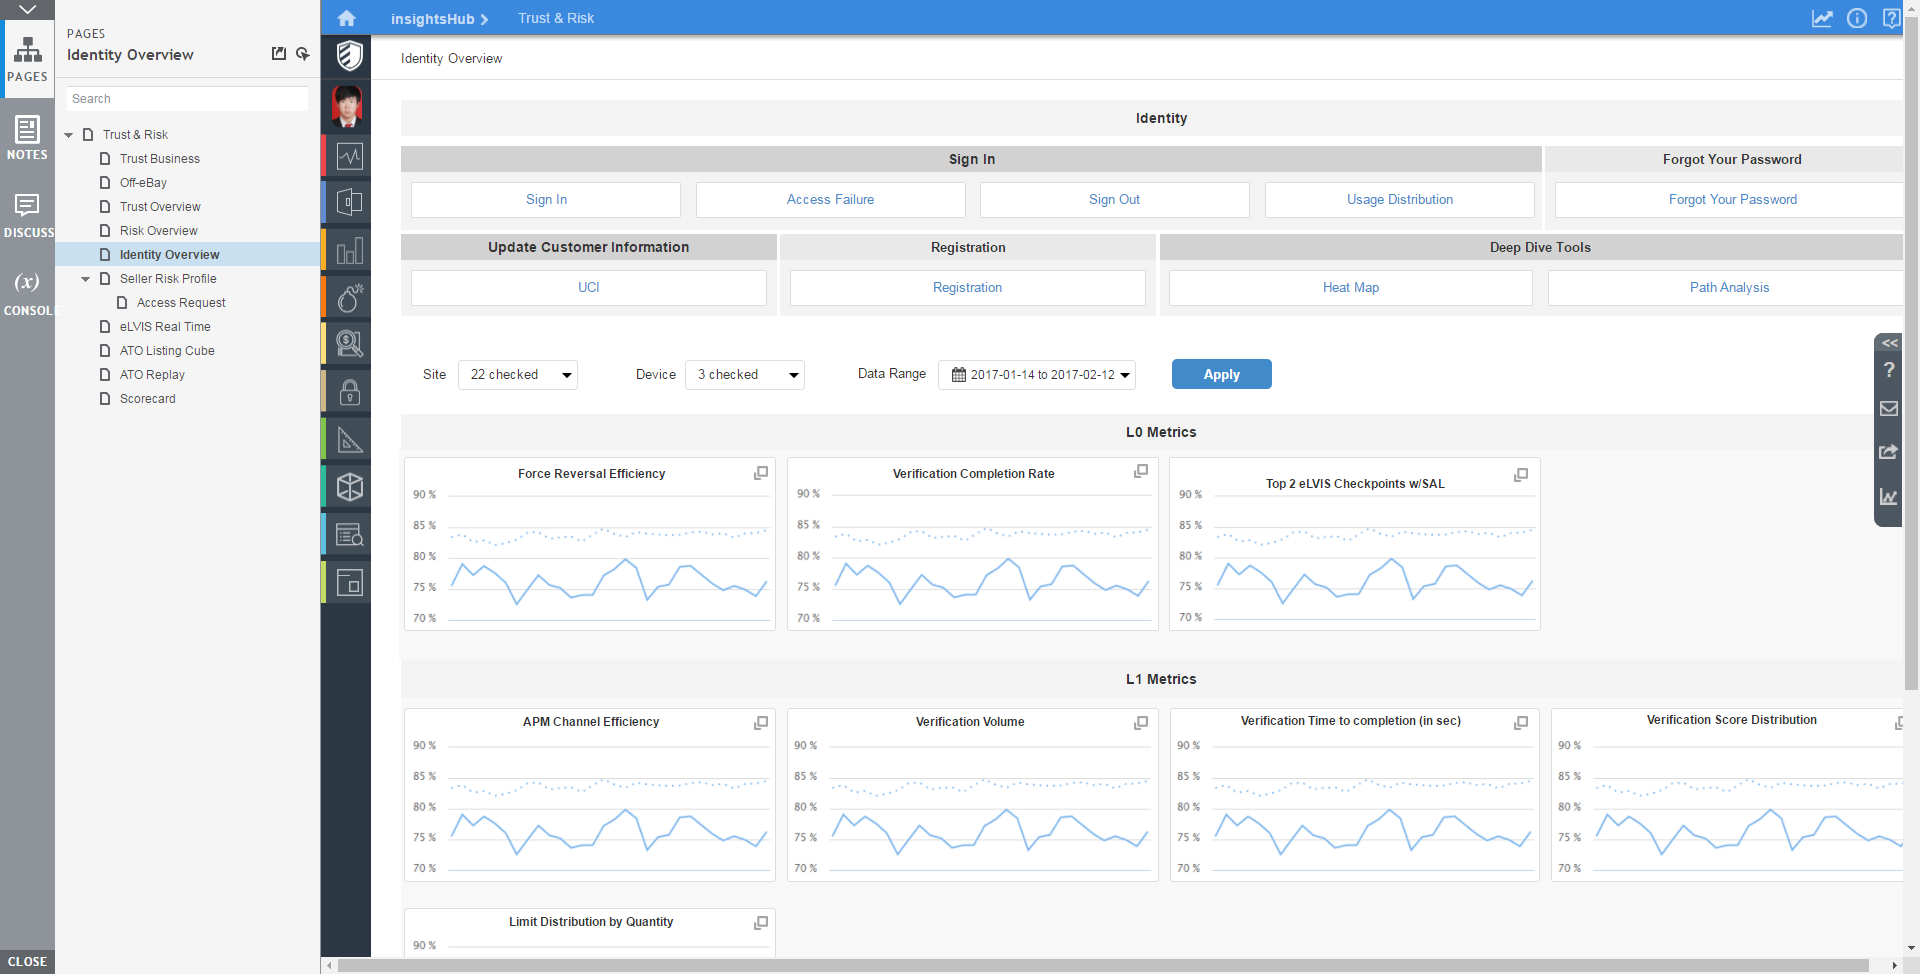 PAGES
Identity Overview
PAGES
Search
NOTES
DISCUSS
(x)
CONSOLE
CLOSE
Trust & Risk
Trust Business
Off-eBay
Trust Overview
Risk Overview
Identity Overview
Seller Risk Profile
Access Request
eLVIS Real Time
ATO Listing Cube
ATO Replay
Scorecard
insightsHub
Trust & Risk
Identity Overview
Identity
Sign In
Forgot Your Password
Sign In
Access Failure
Sign Out
Usage Distribution
Forgot Your Password
Update Customer Information
Registration
Deep Dive Tools
UCI
Registration
Heat Map
Path Analysis
Site
22 checked
Device
3 checked
Data Range
2017-01-14 to 2017-02-12
Apply
<<
?
L0 Metrics
Force Reversal Efficiency
90 %
85 %
80 %
75 %
70 %
Verification Completion Rate
90 %
85 %
80 %
75 %
70 %
Top 2 eLVIS Checkpoints w/SAL
90 %
85 %
80 %
75 %
70 %
L1 Metrics
APM Channel Efficiency
90 %
85 %
80 %
75 %
70 %
Verification Volume
90 %
85 %
80 %
75 %
70 %
Verification Time to completion (in sec)
90 %
85 %
80 %
75 %
70 %
Verification Score Distribution
90 %
85 %
80 %
75 %
70 %
Limit Distribution by Quantity
90 %